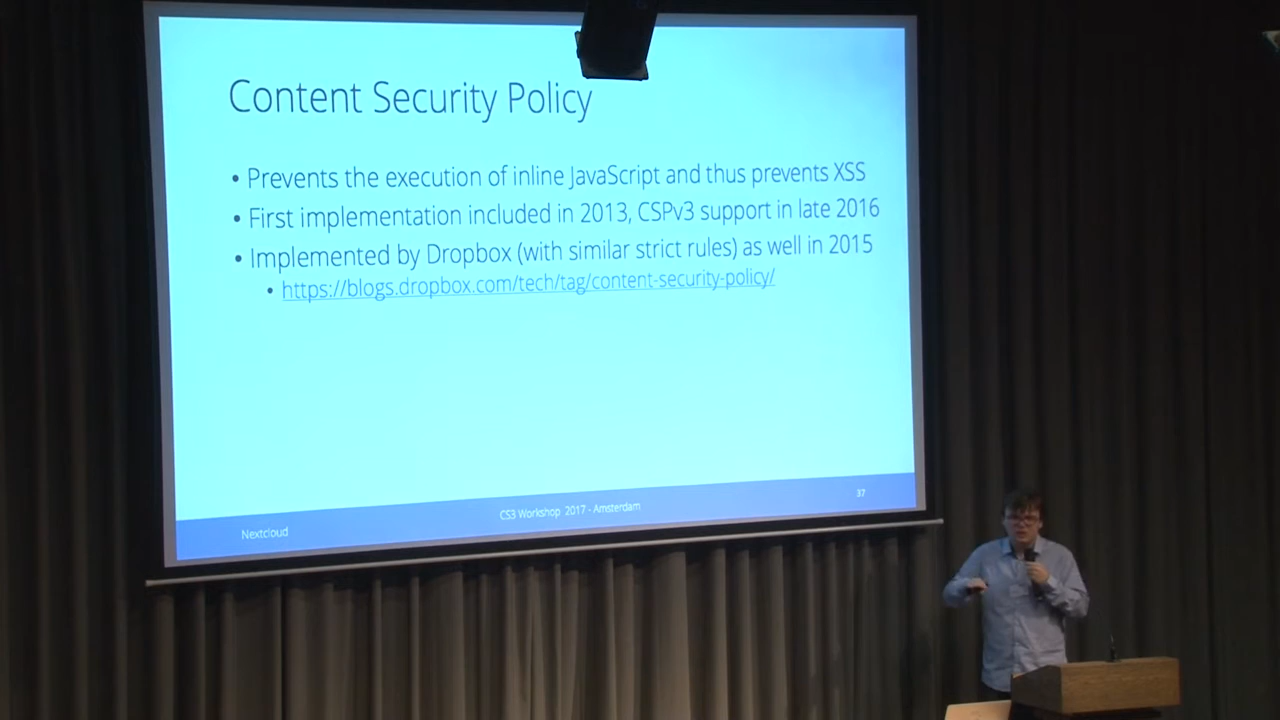 Content Security Policy
• Prevents the execution of inline JavaScript and thus prevents XSS
• First implementation included in 2013, CSPv3 support in late 2016
• Implemented by Dropbox (with similar strict rules) as well in 2015
• https://blogs.dropbox.com/tech/tag/content-security-policy/
Nextcloud
CS3 Workshop 2017 - Amsterdam
37